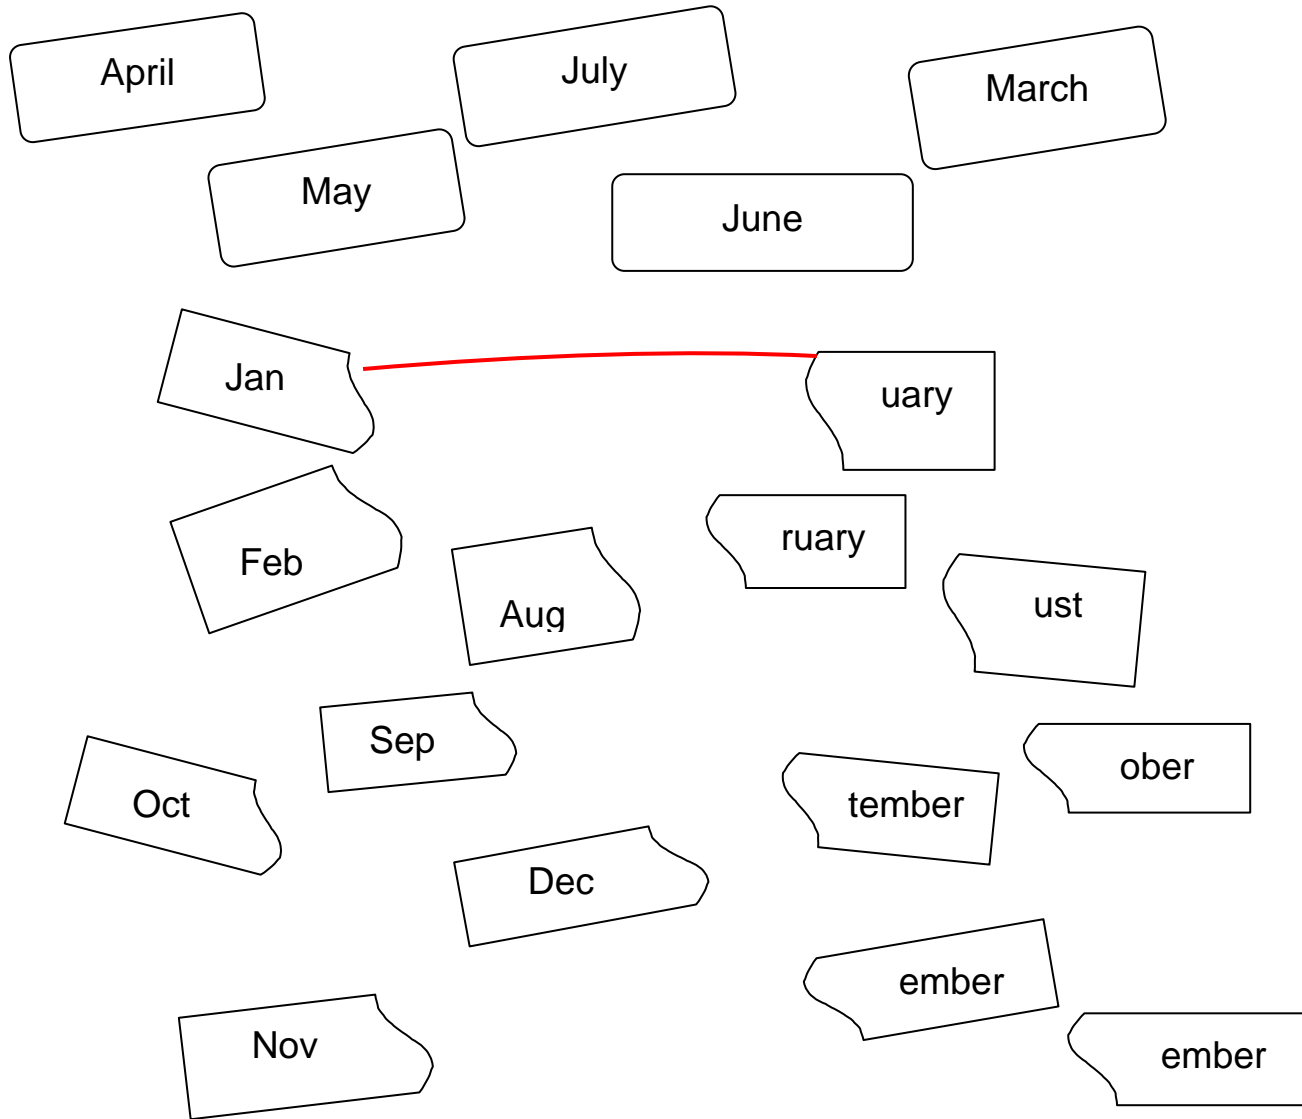 April
July
March
May
June
Jan
uary
Feb
ruary
Aug
ust
Sep
Oct
tember
ober
Dec
ember
Nov
ember